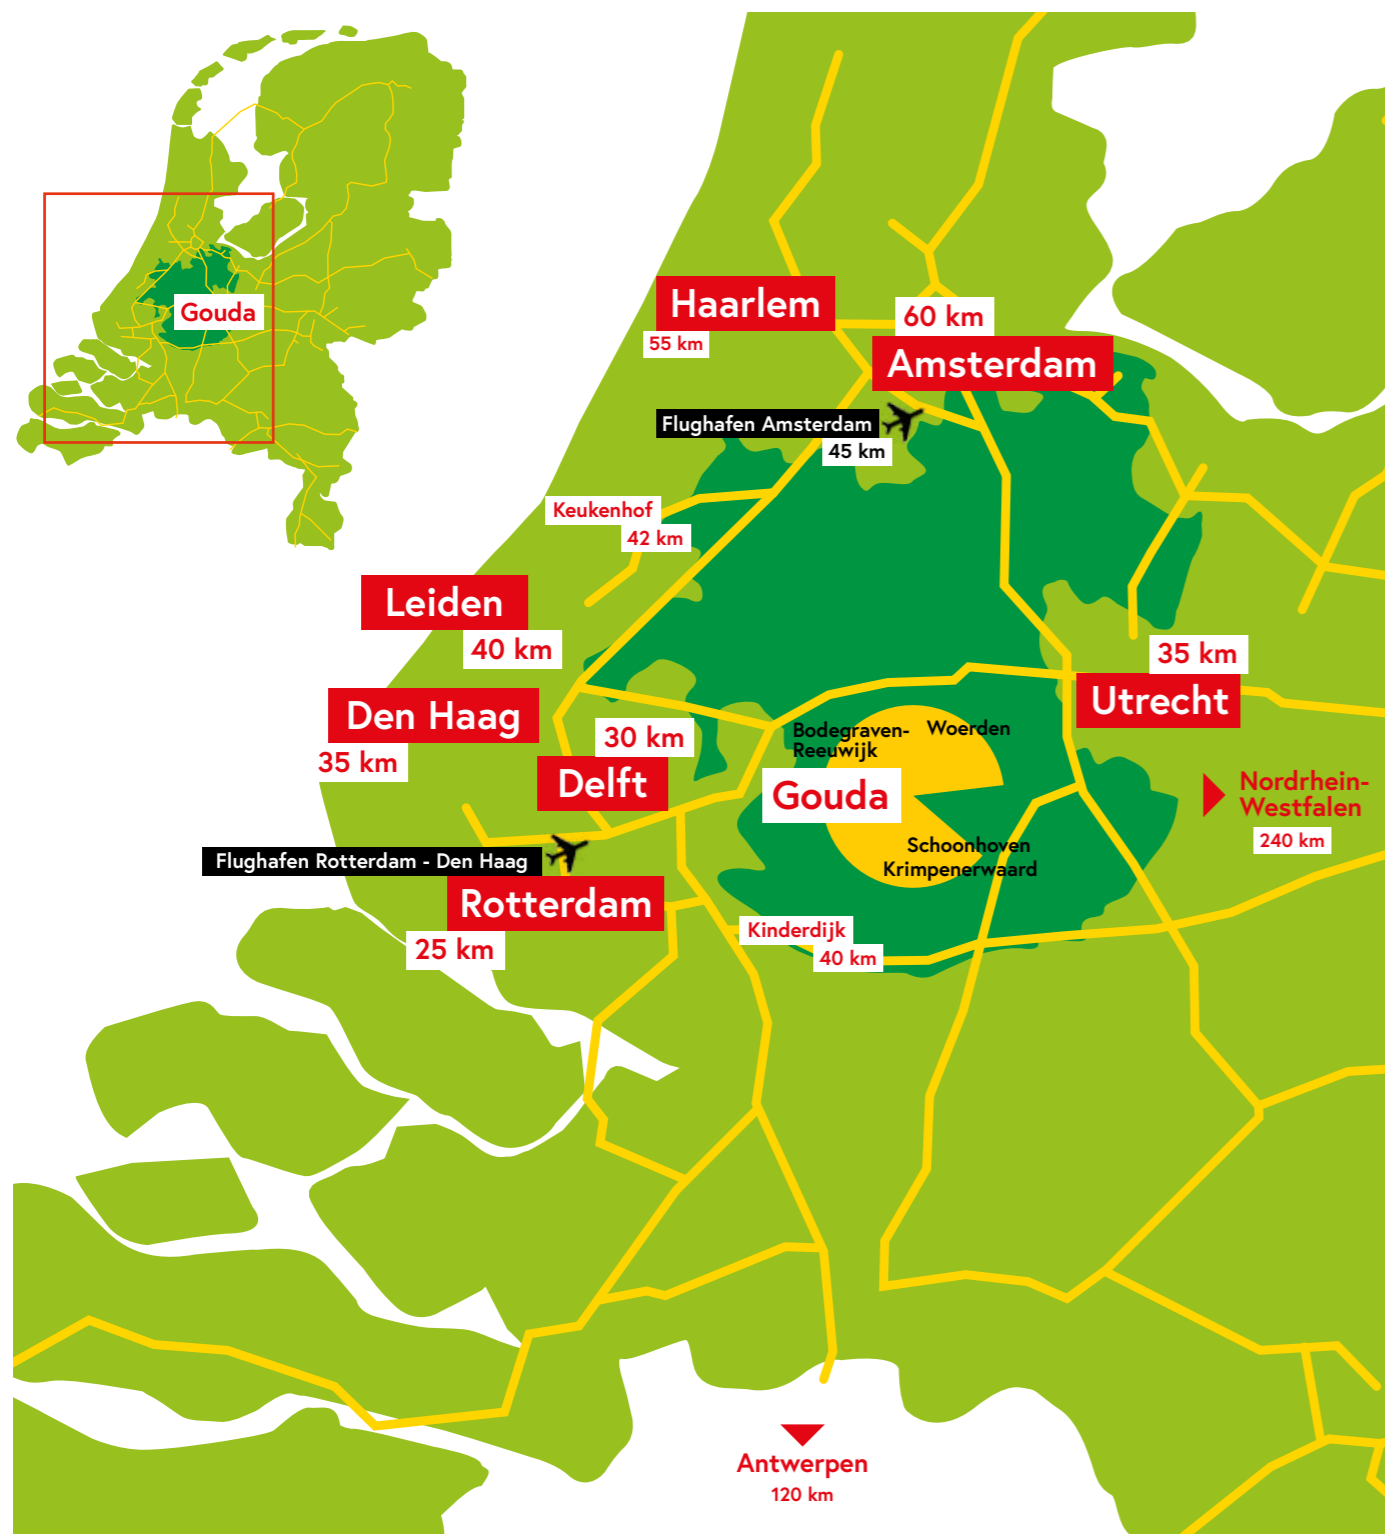 Gouda
Haarlem
55 km
60 km
Amsterdam
Flughafen Amsterdam
45 km
Keukenhof
42 km
Leiden
40 km
35 km
Utrecht
Den Haag
35 km
30 km
Delft
Bodegraven-
Reeuwijk
Woerden
Gouda
Schoonhoven
Krimpenerwaard
Nordrhein-
Westfalen
240 km
Flughafen Rotterdam - Den Haag
Rotterdam
25 km
Kinderdijk
40 km
Antwerpen
120 km